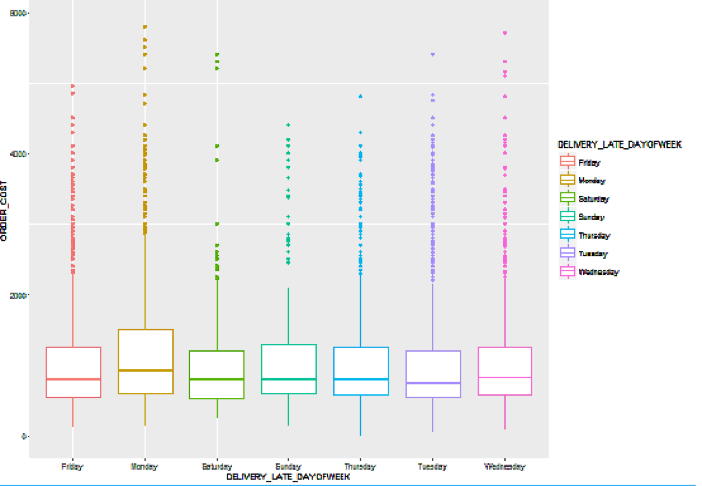 6000
4000
2000
0
ORDER_COST
Friday
Monday
Saturday
Sunday
Thursday
Tuesday
Wednesday
DELIVERY_LATE_DAYOFWEEK
DELIVERY_LATE_DAYOFWEEK
Friday
Monday
Saturday
Sunday
Thursday
Tuesday
Wednesday